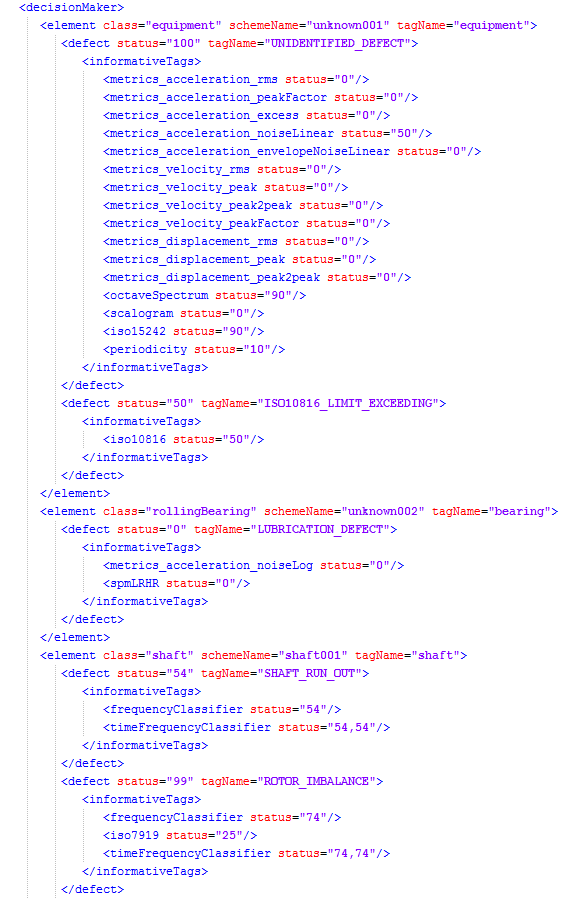 <decisionMaker>
<element class="equipment" schemeName="unknown001" tagName="equipment">
<defect status="100" tagName="UNIDENTIFIED_DEFECT">
<informativeTags>
<metrics_acceleration_rms status="0"/>
<metrics_acceleration_peakFactor status="0"/>
<metrics_acceleration_excess status="0"/>
<metrics_acceleration_noiseLinear status="50"/>
<metrics_acceleration_envelopeNoiseLinear status="0"/>
<metrics_velocity_rms status="0"/>
<metrics_velocity_peak status="0"/>
<metrics_velocity_peak2peak status="0"/>
<metrics_velocity_peakFactor status="0"/>
<metrics_displacement_rms status="0"/>
<metrics_displacement_peak status="0"/>
<metrics_displacement_peak2peak status="0"/>
<octaveSpectrum status="90"/>
<scalogram status="0"/>
<iso15242 status="90"/>
<periodicity status="10"/>
</informativeTags>
</defect>
<defect status="50" tagName="ISO10816_LIMIT_EXCEEDING">
<informativeTags>
<iso10816 status="50"/>
</informativeTags>
</defect>
</element>
<element class="rollingBearing" schemeName="unknown002" tagName="bearing">
<defect status="0" tagName="LUBRICATION_DEFECT">
<informativeTags>
<metrics_acceleration_noiseLog status="0"/>
<spmLRHR status="0"/>
</informativeTags>
</defect>
</element>
<element class="shaft" schemeName="shaft001" tagName="shaft">
<defect status="54" tagName="SHAFT_RUN_OUT">
<informativeTags>
<frequencyClassifier status="54"/>
<timeFrequencyClassifier status="54,54"/>
</informativeTags>
</defect>
<defect status="99" tagName="ROTOR_IMBALANCE">
<informativeTags>
<frequencyClassifier status="74"/>
<iso7919 status="25"/>
<timeFrequencyClassifier status="74,74"/>
</informativeTags>
</defect>